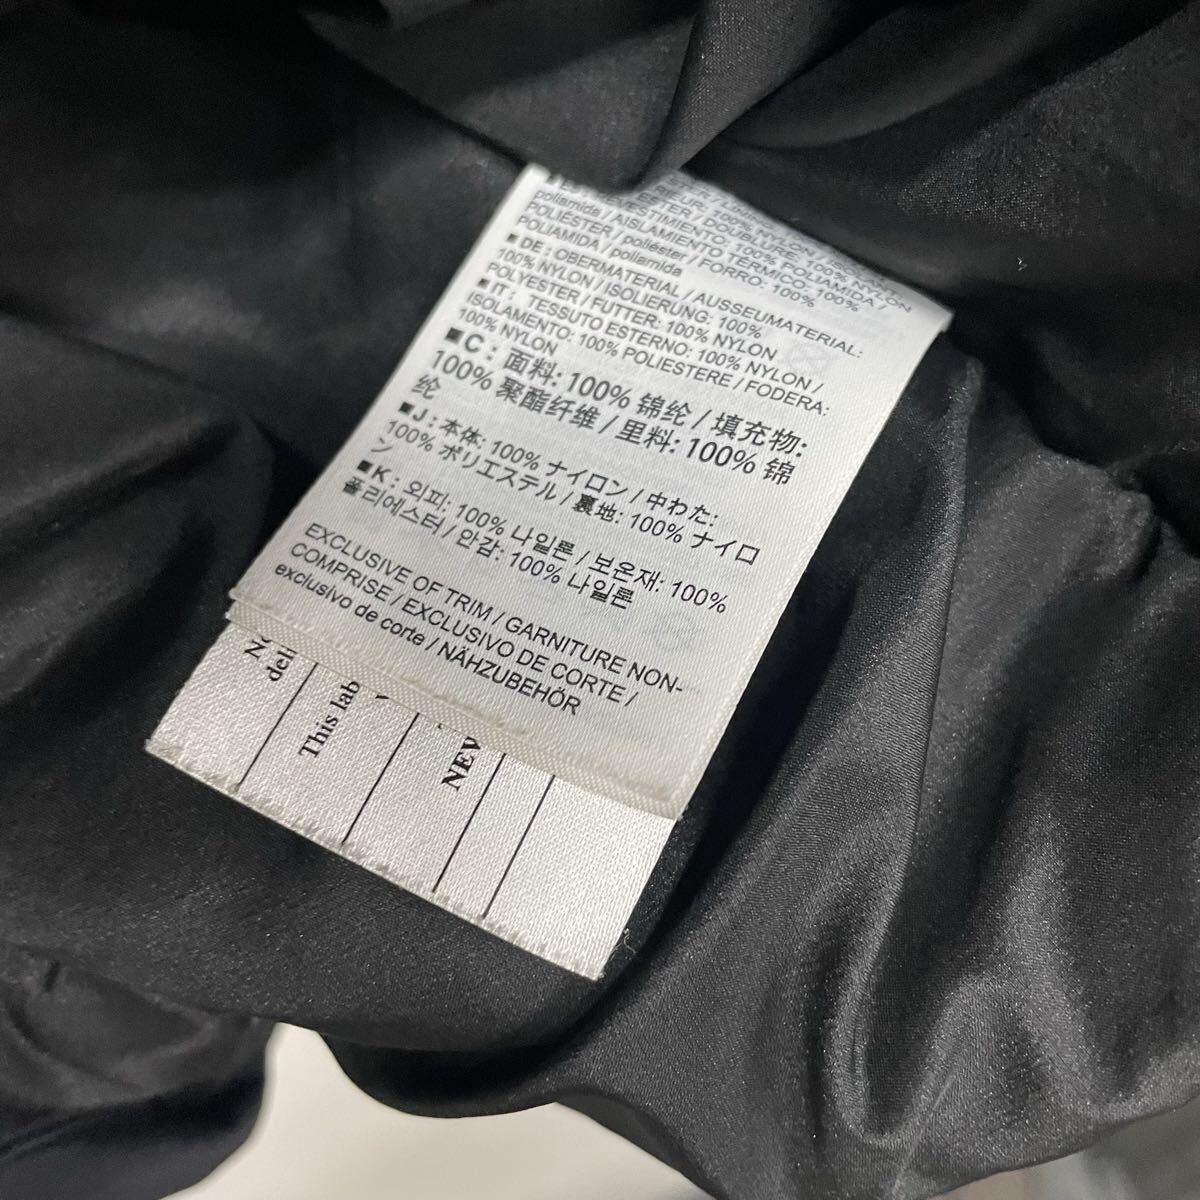 poliamida / AISLAMIENTO TERMICO: 100%
POLIÉSTER / poliéster / FORRO: 100%
POLIAMIDA / poliamida
■DE: OBERMATERIAL / AUSSEUMATERIAL:
100% NYLON / ISOLIERUNG: 100%
POLYESTER / FUTTER: 100% NYLON
■IT: TESSUTO ESTERNO: 100% NYLON /
ISOLAMENTO: 100% POLIESTERE / FODERA:
100% NYLON
■C: 面料: 100% 锦纶 / 填充物:
100% 聚酯纤维 / 里料: 100% 锦
纶
■J: 本体: 100% ナイロン / 中わた:
100% ポリエステル / 裏地: 100% ナイロ
ン
■K: 외피: 100% 나일론 / 보온재: 100%
폴리에스터 / 안감: 100% 나일론
EXCLUSIVE OF TRIM / GARNITURE NON-
COMPRISE / EXCLUSIVO DE CORTE /
exclusivo de corte / NÄHZUBEHÖR
This lab
NEV